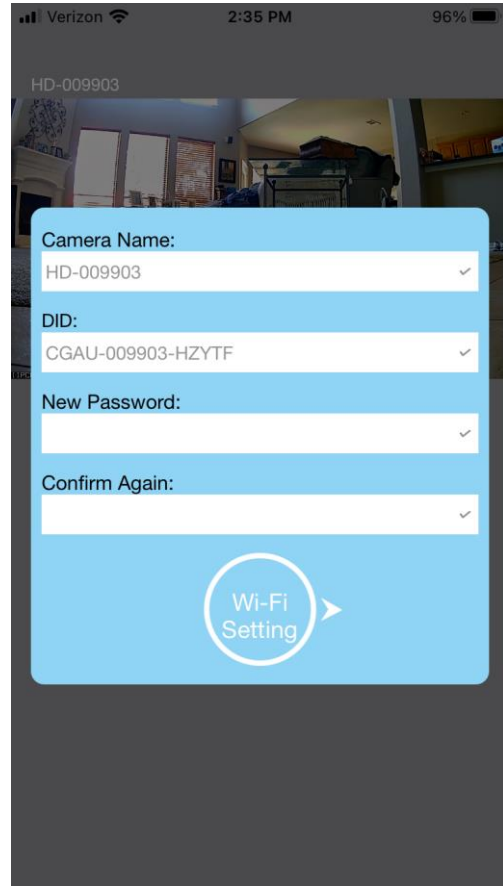 Verizon 2:35 PM 96%
HD-009903
Camera Name:
HD-009903
DID:
CGAU-009903-HZYTF
New Password:
Confirm Again:
Wi-Fi
Setting